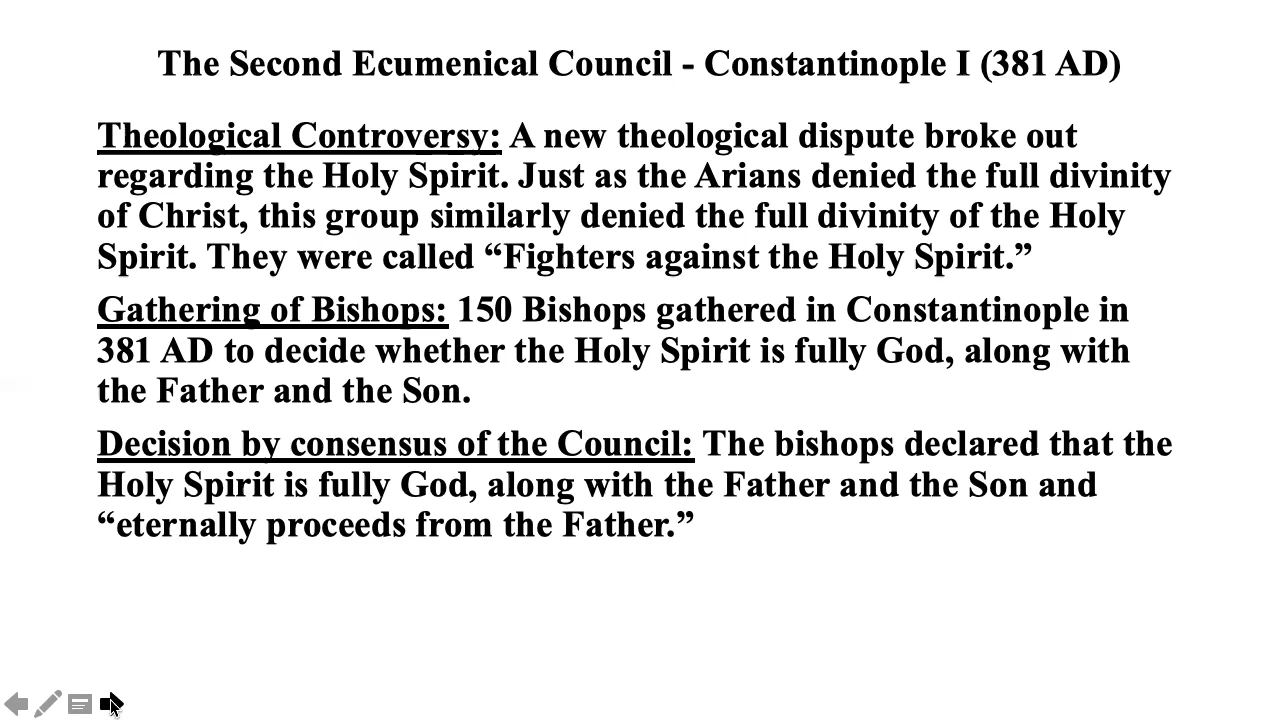 The Second Ecumenical Council - Constantinople I (381 AD)
Theological Controversy: A new theological dispute broke out
regarding the Holy Spirit. Just as the Arians denied the full divinity
of Christ, this group similarly denied the full divinity of the Holy
Spirit. They were called “Fighters against the Holy Spirit.”
Gathering of Bishops: 150 Bishops gathered in Constantinople in
381 AD to decide whether the Holy Spirit is fully God, along with
the Father and the Son.
Decision by consensus of the Council: The bishops declared that the
Holy Spirit is fully God, along with the Father and the Son and
“eternally proceeds from the Father.”